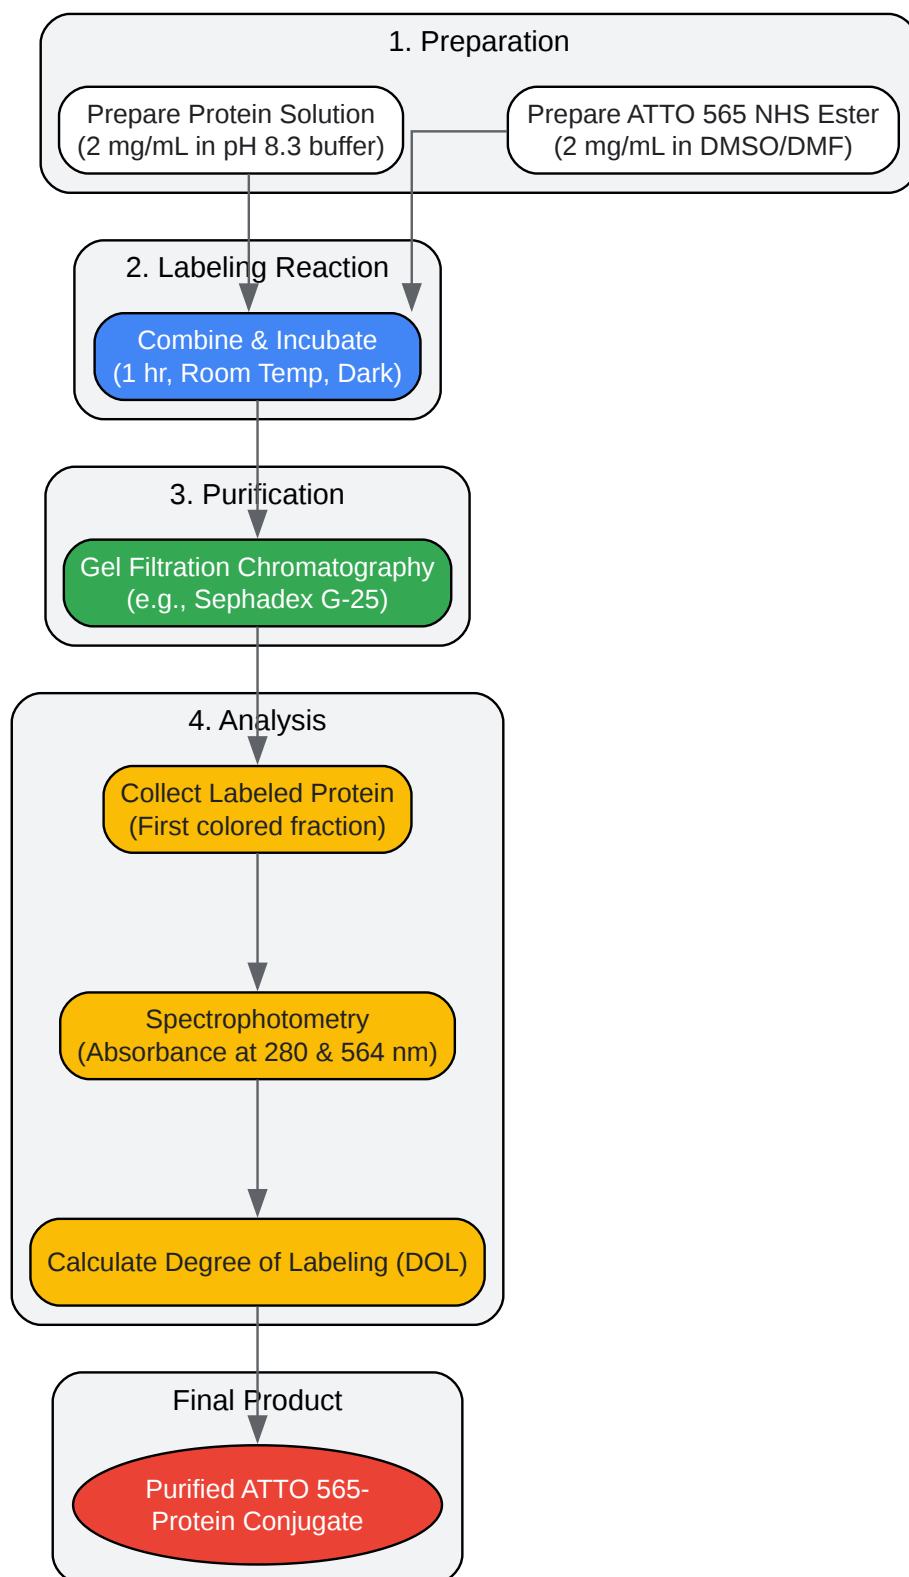 1. Preparation
Prepare Protein Solution
(2 mg/mL in pH 8.3 buffer)
Prepare ATTO 565 NHS Ester
(2 mg/mL in DMSO/DMF)
2. Labeling Reaction
Combine & Incubate
(1 hr, Room Temp, Dark)
3. Purification
Gel Filtration Chromatography
(e.g., Sephadex G-25)
4. Analysis
Collect Labeled Protein
(First colored fraction)
Spectrophotometry
(Absorbance at 280 & 564 nm)
Calculate Degree of Labeling (DOL)
Final Product
Purified ATTO 565-
Protein Conjugate